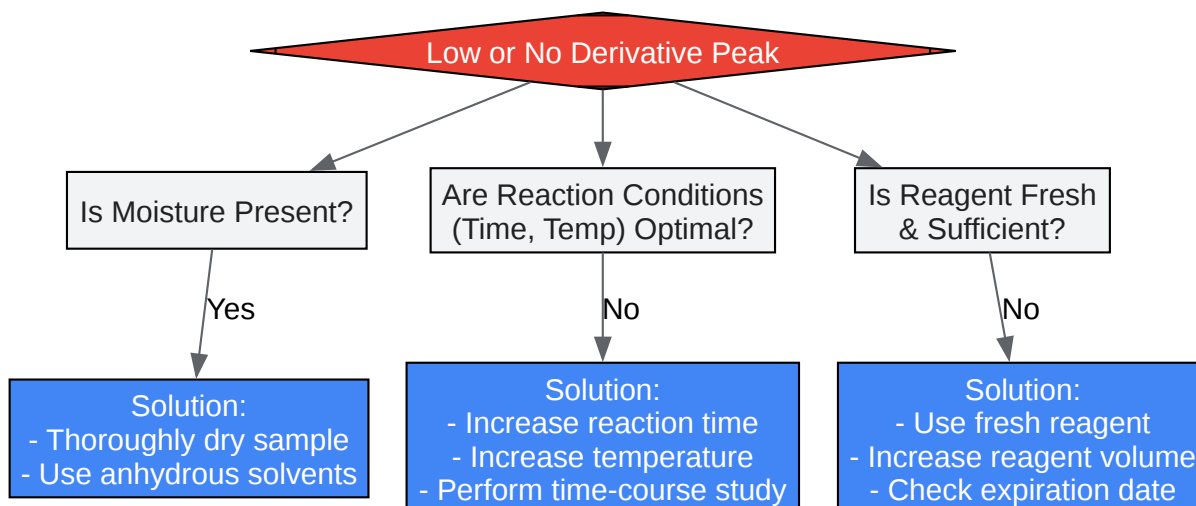 Low or No Derivative Peak
Is Moisture Present?
Are Reaction Conditions
(Time, Temp) Optimal?
Is Reagent Fresh
& Sufficient?
Yes
No
No
Solution:
- Thoroughly dry sample
- Use anhydrous solvents
Solution:
- Increase reaction time
- Increase temperature
- Perform time-course study
Solution:
- Use fresh reagent
- Increase reagent volume
- Check expiration date